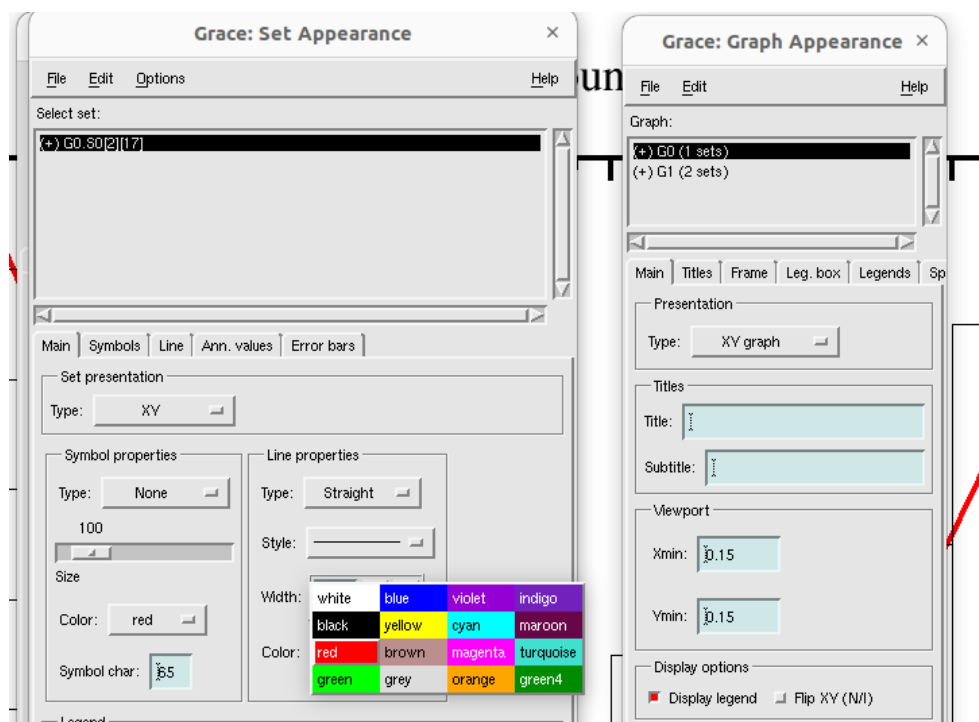 Grace: Set Appearance ×
File Edit Options Help
Select set:
(+) G0.S0[2][17]
Main Symbols Line Ann. values Error bars
Set presentation
Type: XY
Symbol properties
Type: None
100
Size
Color: red
Symbol char: 65
Line properties
Type: Straight
Style:
Width:
Color:
white blue violet indigo
black yellow cyan maroon
red brown magenta turquoise
green grey orange green4
Legend
oun
Grace: Graph Appearance ×
File Edit Help
Graph:
(+) G0 (1 sets)
(+) G1 (2 sets)
Main Titles Frame Leg. box Legends Sp
Presentation
Type: XY graph
Titles
Title:
Subtitle:
Viewport
Xmin: 0.15
Ymin: 0.15
Display options
Display legend Flip XY (N/I)